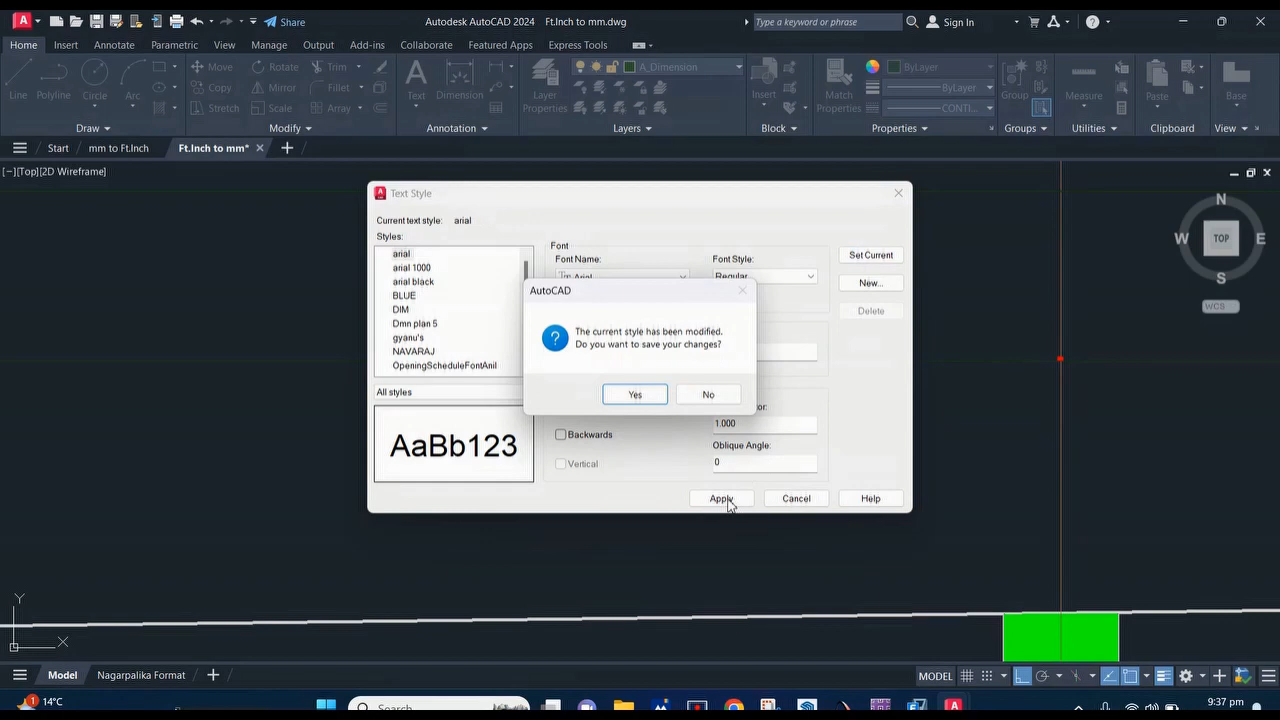 Share
Autodesk AutoCAD 2024 Ft.Inch to mm.dwg
Type a keyword or phrase
Sign In
Home Insert Annotate Parametric View Manage Output Add-ins Collaborate Featured Apps Express Tools
Line Polyline Circle Arc
Move Rotate Trim
Copy Mirror Fillet
Stretch Scale Array
Text Dimension
Layer Properties
A_Dimension
Insert
Match Properties
ByLayer
ByLayer
CONTI...
Group
Measure
Paste
Base
Draw Modify Annotation Layers Block Properties Groups Utilities Clipboard View
Start mm to Ft.Inch Ft.Inch to mm*
[−][Top][2D Wireframe]
N
W TOP E
S
WCS
Text Style
Current text style: arial
Styles:
arial
arial 1000
arial black
BLUE
DIM
Dmn plan 5
gyanu's
NAVARAJ
OpeningScheduleFontAnil
All styles
AaBb123
Font
Font Name:
Arial
Font Style:
Regular
Set Current
New...
Delete
AutoCAD
The current style has been modified.
Do you want to save your changes?
Yes No
or:
1.000
Backwards
Oblique Angle:
Vertical
0
Apply Cancel Help
Y
X
Model Nagarpalika Format
MODEL
1
14°C
Search
9:37 pm